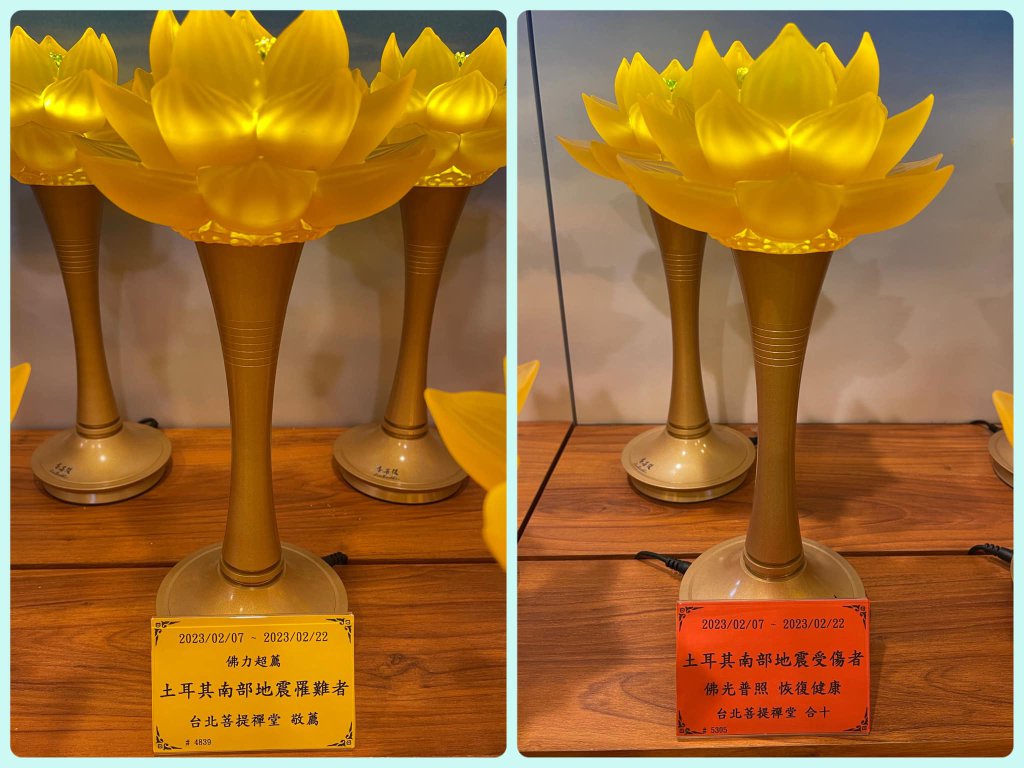 2023/02/07 ~ 2023/02/22
佛力超薦
土耳其南部地震罹難者
台北菩提禪堂 敬薦
# 4839
2023/02/07 ~ 2023/02/22
土耳其南部地震受傷者
佛光普照 恢復健康
台北菩提禪堂 合十
# 5305